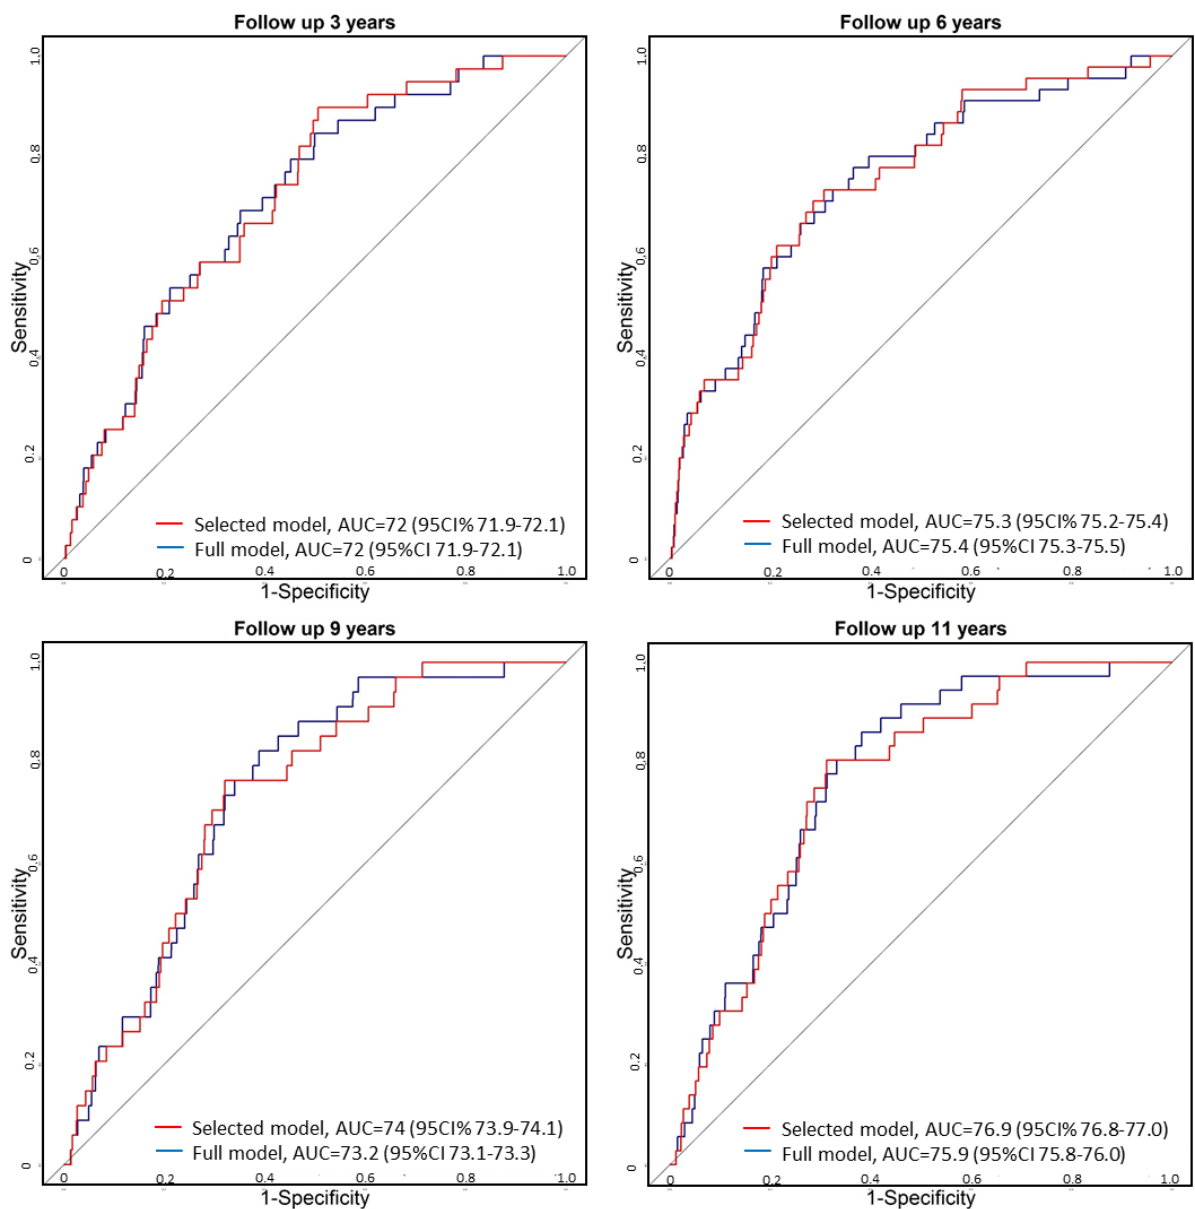 Follow up 3 years
1.0
0.8
0.6
0.4
0.2
0
Sensitivity
Selected model, AUC=72 (95CI% 71.9-72.1)
Full model, AUC=72 (95%CI 71.9-72.1)
0 0.2 0.4 0.6 0.8 1.0
1-Specificity
Follow up 6 years
1.0
0.8
0.6
0.4
0.2
0
Sensitivity
Selected model, AUC=75.3 (95CI% 75.2-75.4)
Full model, AUC=75.4 (95%CI 75.3-75.5)
0 0.2 0.4 0.6 0.8 1.0
1-Specificity
Follow up 9 years
1.0
0.8
0.6
0.4
0.2
0
Sensitivity
Selected model, AUC=74 (95CI% 73.9-74.1)
Full model, AUC=73.2 (95%CI 73.1-73.3)
0 0.2 0.4 0.6 0.8 1.0
1-Specificity
Follow up 11 years
1.0
0.8
0.6
0.4
0.2
0
Sensitivity
Selected model, AUC=76.9 (95CI% 76.8-77.0)
Full model, AUC=75.9 (95%CI 75.8-76.0)
0 0.2 0.4 0.6 0.8 1.0
1-Specificity